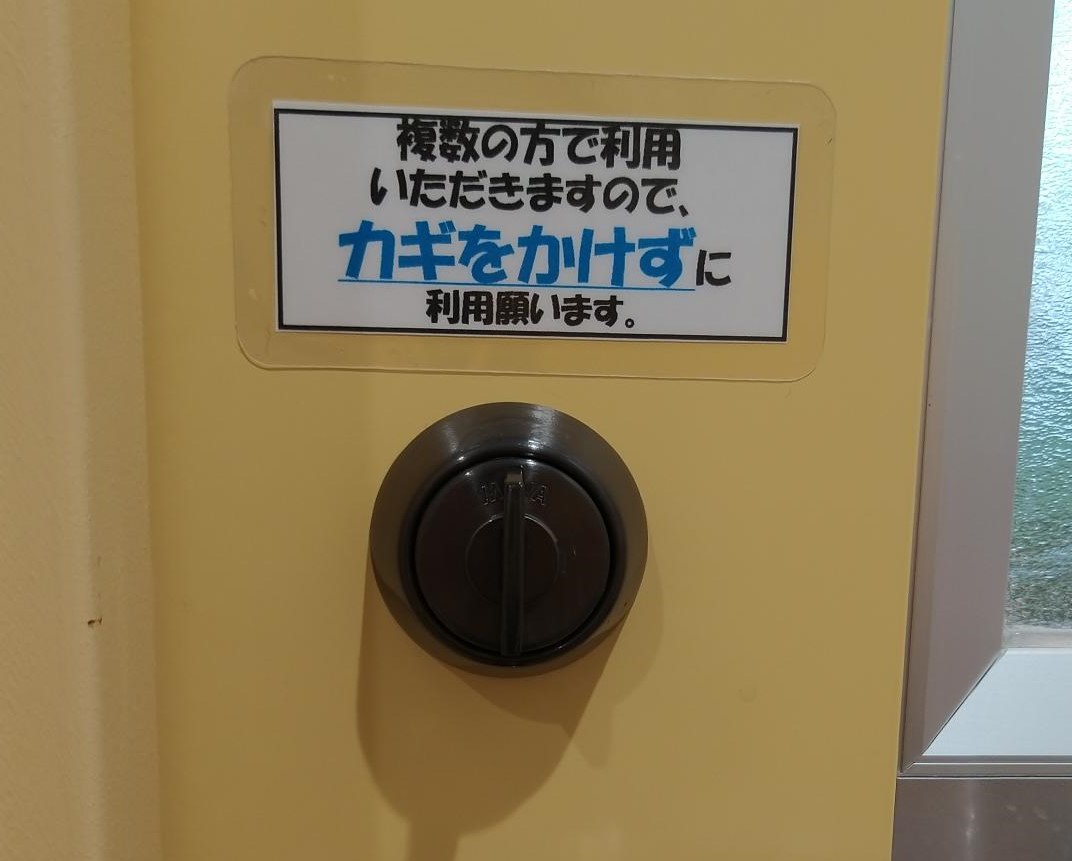 複数の方で利用
いただきますので、
カギをかけずに
利用願います。